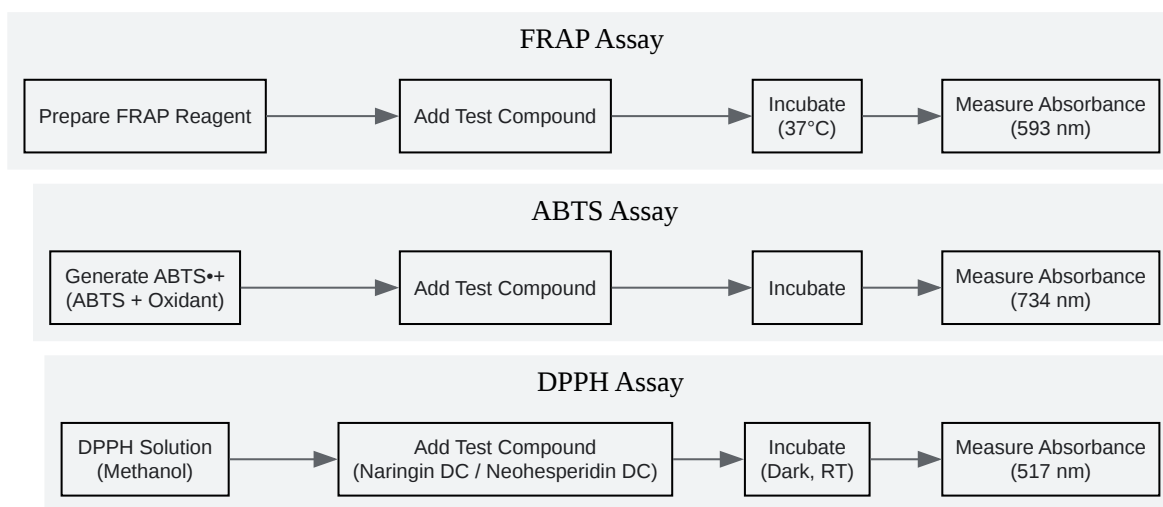 FRAP Assay
Prepare FRAP Reagent
Add Test Compound
Incubate
(37°C)
Measure Absorbance
(593 nm)
ABTS Assay
Generate ABTS•+
(ABTS + Oxidant)
Add Test Compound
Incubate
Measure Absorbance
(734 nm)
DPPH Assay
DPPH Solution
(Methanol)
Add Test Compound
(Naringin DC / Neohesperidin DC)
Incubate
(Dark, RT)
Measure Absorbance
(517 nm)